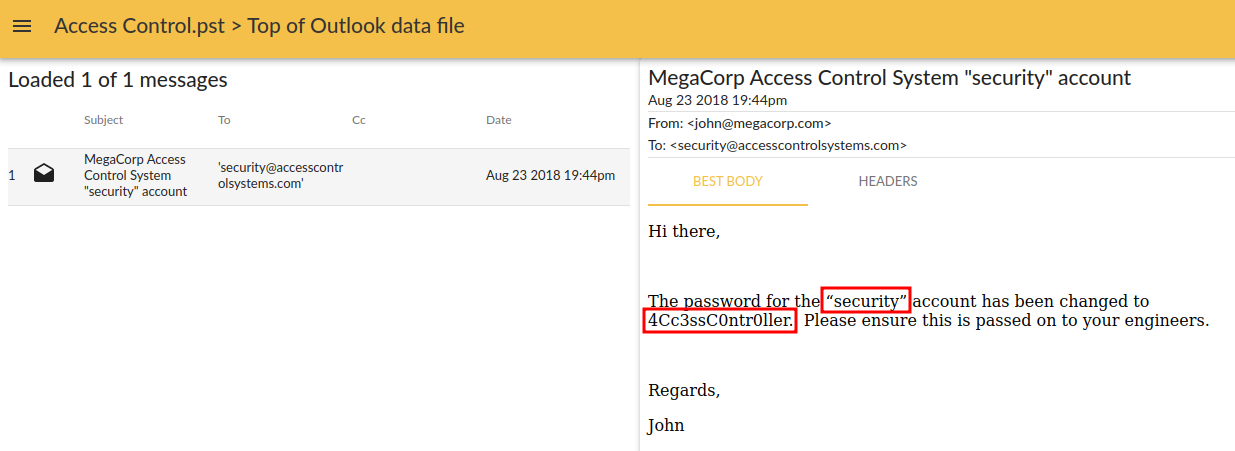 Access Control.pst > Top of Outlook data file
Loaded 1 of 1 messages
Subject To Cc Date
1 MegaCorp Access Control System "security" account 'security@accesscontrolsystems.com' Aug 23 2018 19:44pm
MegaCorp Access Control System "security" account
Aug 23 2018 19:44pm
From: <john@megacorp.com>
To: <security@accesscontrolsystems.com>
BEST BODY HEADERS
Hi there,
The password for the “security” account has been changed to
4Cc3ssC0ntr0ller. Please ensure this is passed on to your engineers.
Regards,
John